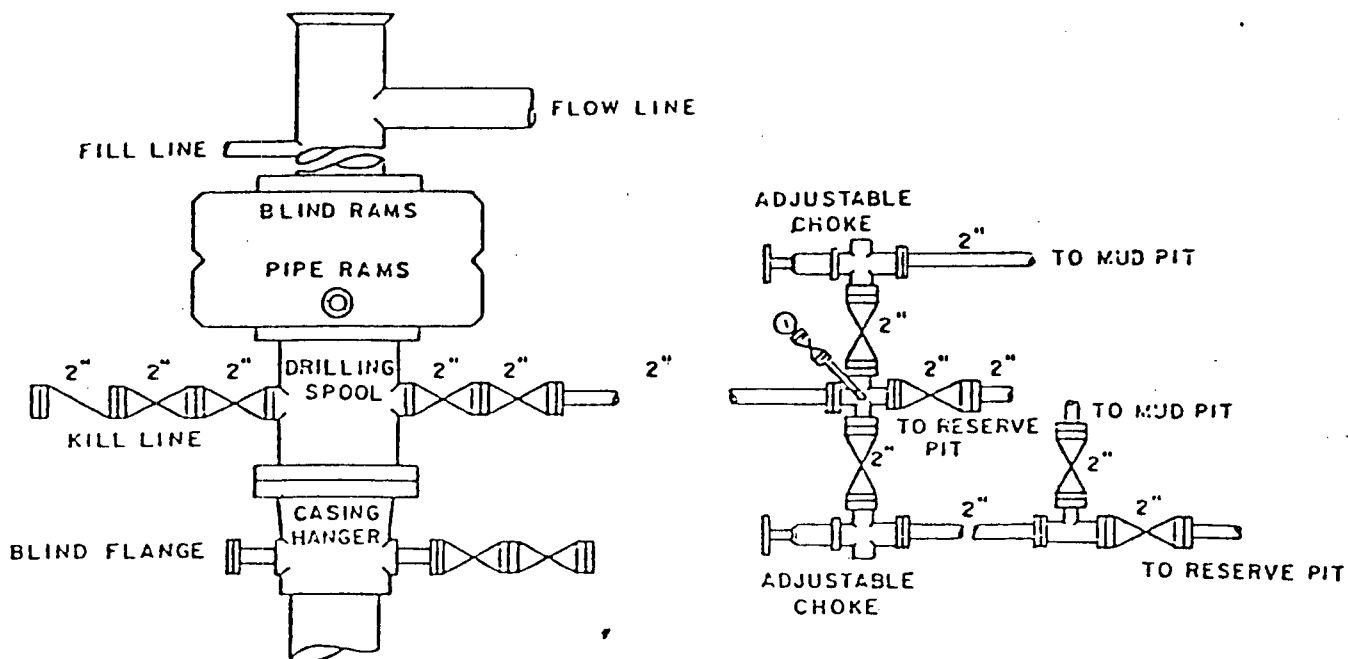 FLOW LINE
FILL LINE
BLIND RAMS
PIPE RAMS
2" 2" 2" DRILLING SPOOL 2" 2" 2"
KILL LINE
CASING HANGER
BLIND FLANGE
ADJUSTABLE
CHOKE
2"
TO MUD PIT
2"
2" 2"
TO RESERVE
PIT
TO MUD PIT
2"
2"
2"
2"
TO RESERVE PIT
ADJUSTABLE
CHOKE